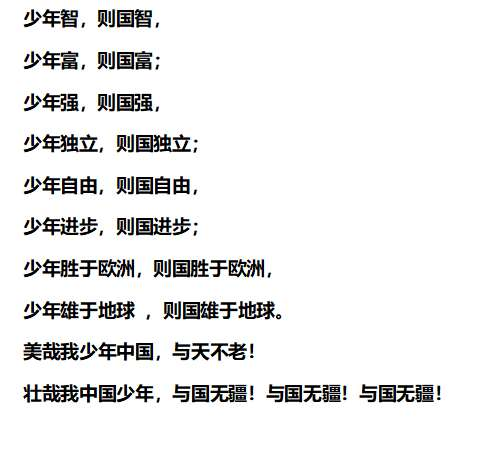 少年智，则国智，
少年富，则国富；
少年强，则国强，
少年独立，则国独立；
少年自由，则国自由，
少年进步，则国进步；
少年胜于欧洲，则国胜于欧洲，
少年雄于地球 ，则国雄于地球。
美哉我少年中国，与天不老！
壮哉我中国少年，与国无疆！与国无疆！与国无疆！